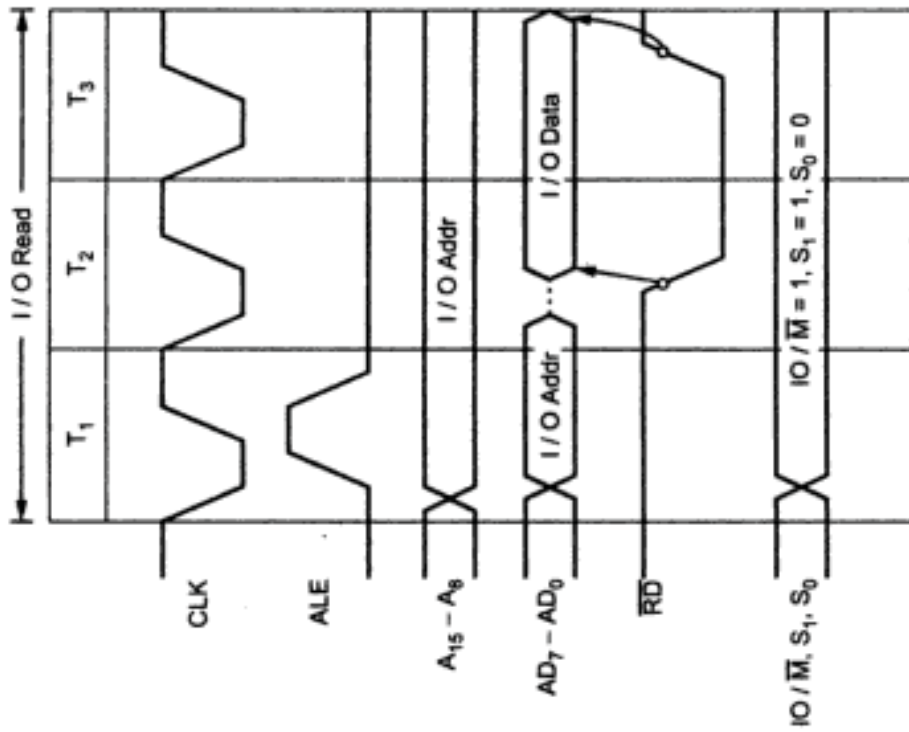 I / O Read
T₁ T₂ T₃
CLK
ALE
A₁₅ – A₈ I / O Addr
AD₇ – AD₀ I / O Addr I / O Data
R̅D̅
IO / M̅, S₁, S₀ IO / M̅ = 1, S₁ = 1, S₀ = 0